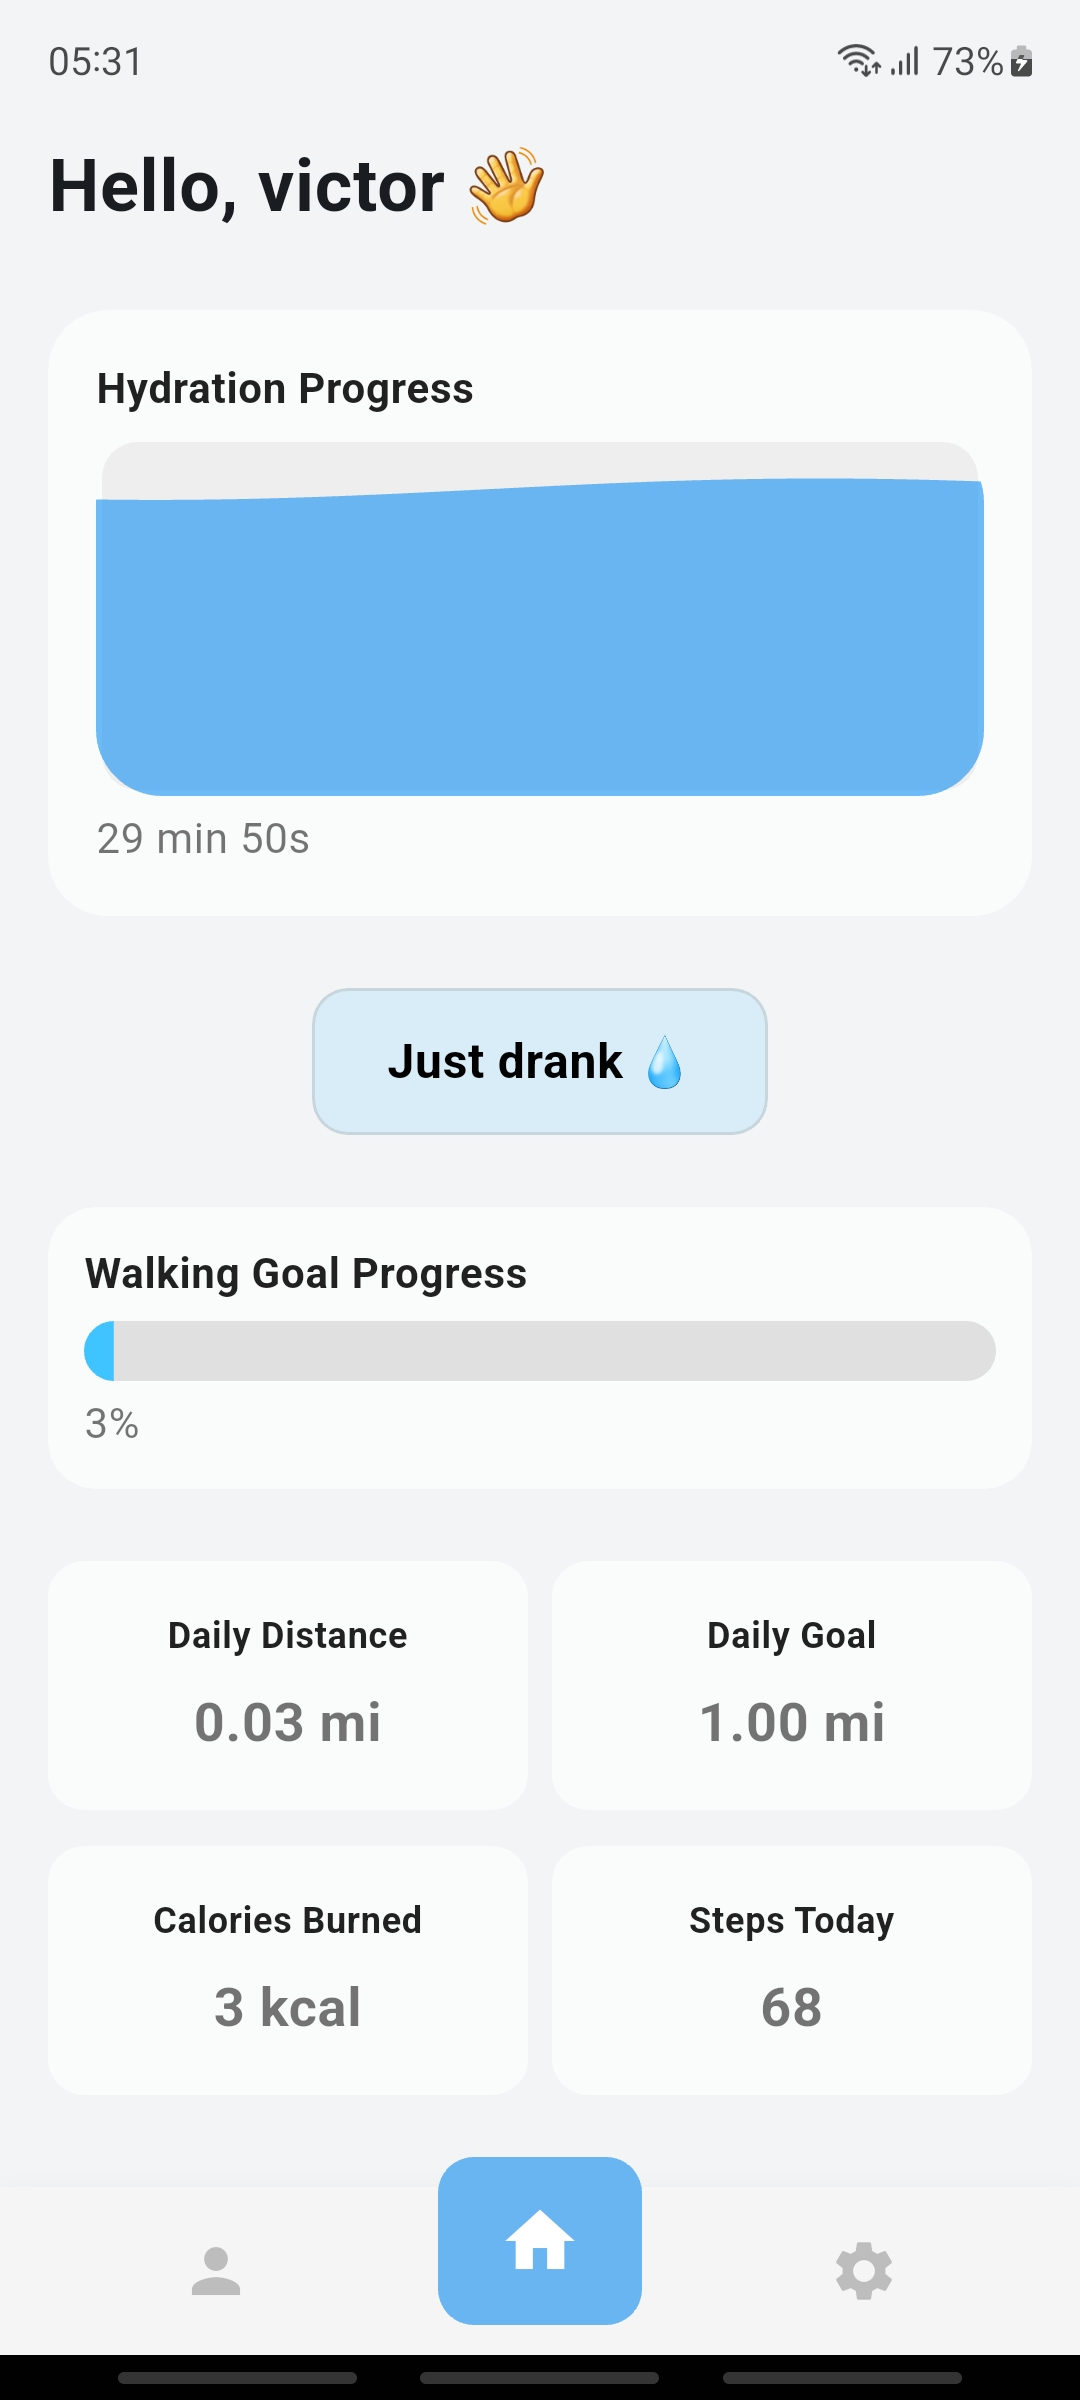 05:31 73%
Hello, victor 👋
Hydration Progress
29 min 50s
Just drank 💧
Walking Goal Progress
3%
Daily Distance
0.03 mi
Daily Goal
1.00 mi
Calories Burned
3 kcal
Steps Today
68